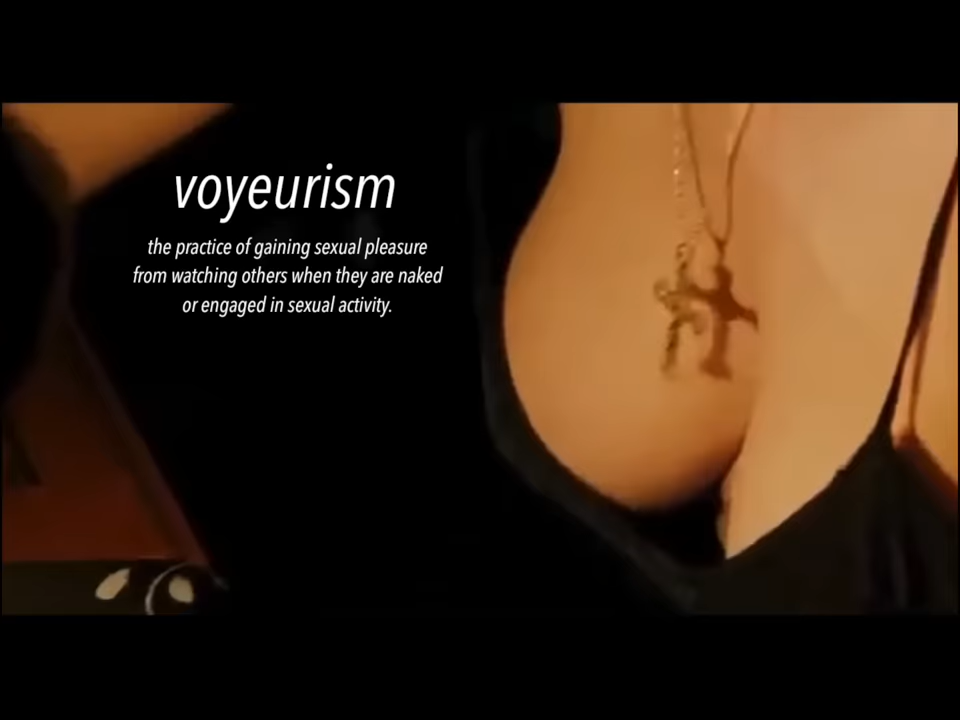 voyeurism
the practice of gaining sexual pleasure
from watching others when they are naked
or engaged in sexual activity.